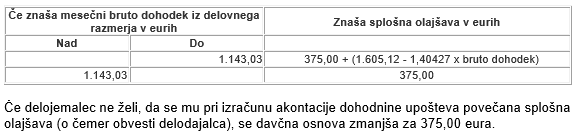 Če znaša mesečni bruto dohodek iz delovnega
razmerja v eurih
Znaša splošna olajšava v eurih
Nad
Do
1.143,03
375,00 + (1.605,12 - 1,40427 x bruto dohodek)
1.143,03
375,00
Če delojemalec ne želi, da se mu pri izračunu akontacije dohodnine upošteva povečana splošna
olajšava (o čemer obvesti delodajalca), se davčna osnova zmanjša za 375,00 eura.